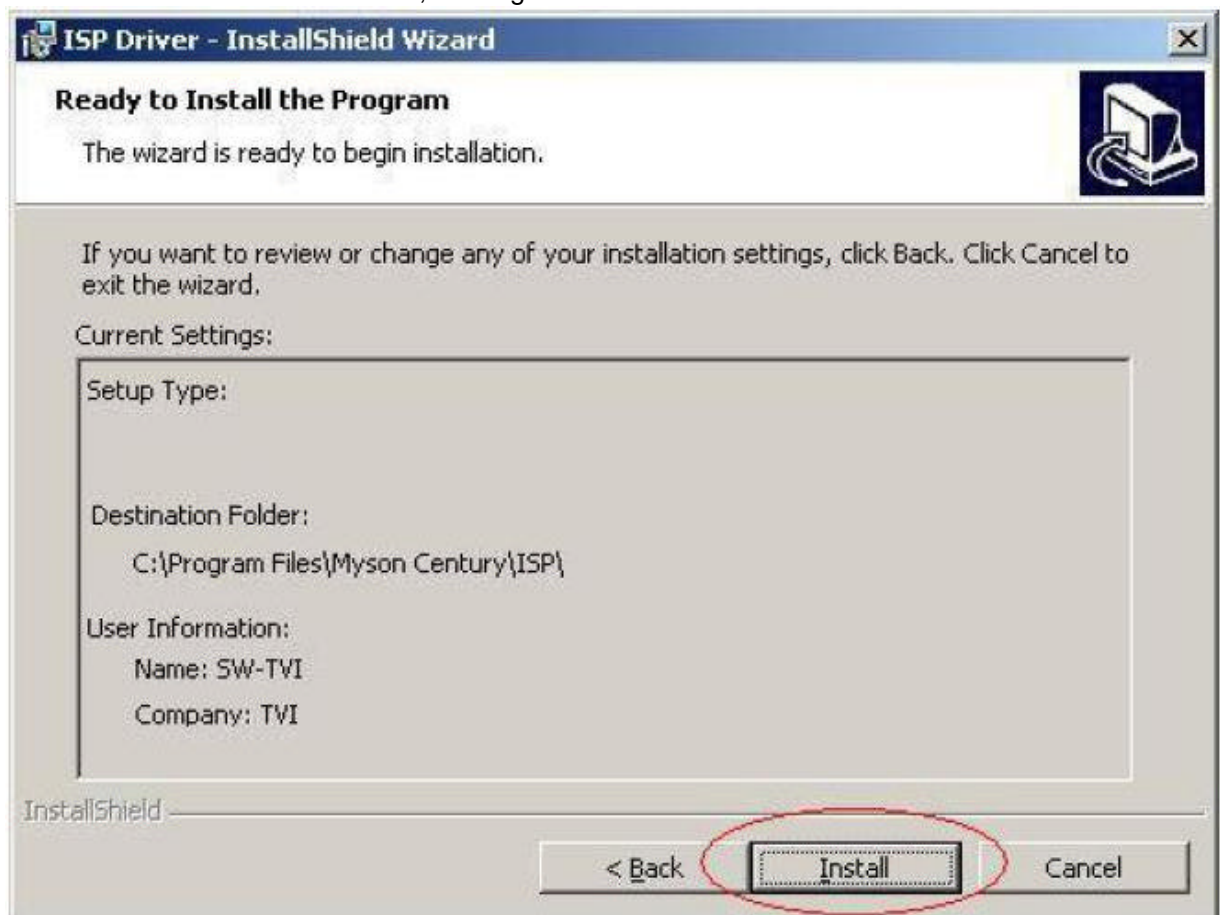 ISP Driver - InstallShield Wizard
Ready to Install the Program
The wizard is ready to begin installation.
If you want to review or change any of your installation settings, click Back. Click Cancel to
exit the wizard.
Current Settings:
Setup Type:
Destination Folder:
C:\Program Files\Myson Century\ISP\
User Information:
Name: SW-TVI
Company: TVI
InstallShield
< Back Install Cancel